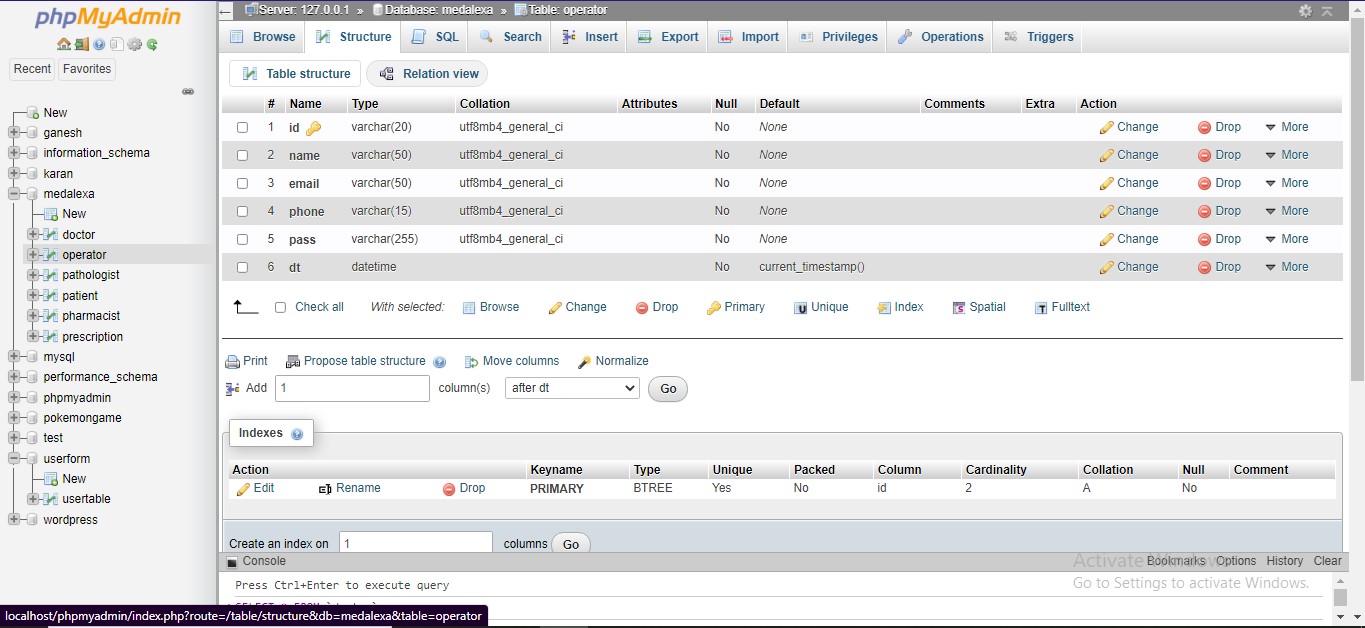 phpMyAdmin
Recent Favorites
New
ganesh
information_schema
karan
medalexa
New
doctor
operator
pathologist
patient
pharmacist
prescription
mysql
performance_schema
phpmyadmin
pokemongame
test
userform
New
usertable
wordpress
Server: 127.0.0.1 » Database: medalexa » Table: operator
Browse Structure SQL Search Insert Export Import Privileges Operations Triggers
Table structure Relation view
# Name Type Collation Attributes Null Default Comments Extra Action
1 id varchar(20) utf8mb4_general_ci No None Change Drop More
2 name varchar(50) utf8mb4_general_ci No None Change Drop More
3 email varchar(50) utf8mb4_general_ci No None Change Drop More
4 phone varchar(15) utf8mb4_general_ci No None Change Drop More
5 pass varchar(255) utf8mb4_general_ci No None Change Drop More
6 dt datetime No current_timestamp() Change Drop More
Check all With selected: Browse Change Drop Primary Unique Index Spatial Fulltext
Print Propose table structure Move columns Normalize
Add 1 column(s) after dt Go
Indexes
Action Keyname Type Unique Packed Column Cardinality Collation Null Comment
Edit Rename Drop PRIMARY BTREE Yes No id 2 A No
Create an index on 1 columns Go
Console Bookmarks Options History Clear
Activate Windows
Go to Settings to activate Windows.
Press Ctrl+Enter to execute query
localhost/phpmyadmin/index.php?route=/table/structure&db=medalexa&table=operator